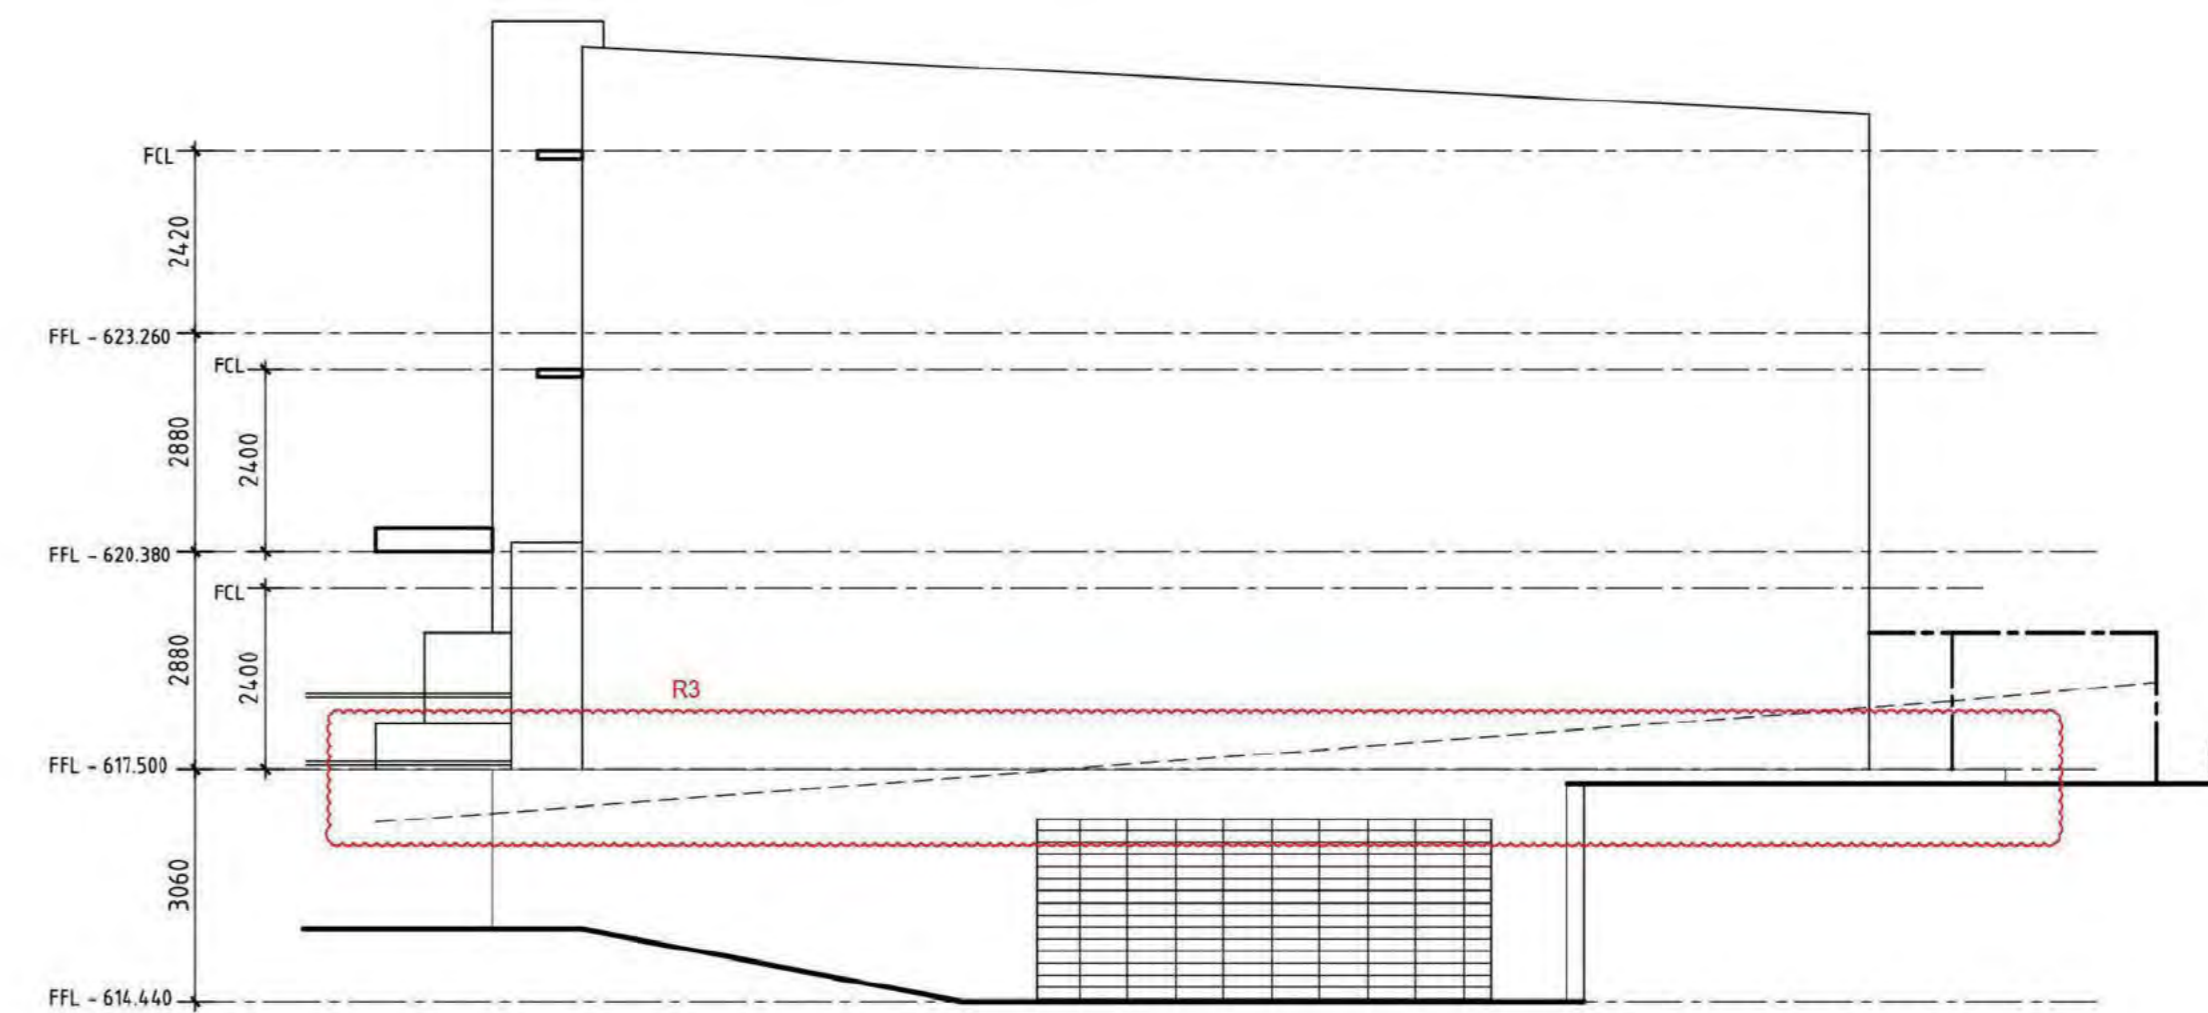 FCL
2420
FFL - 623.260
FCL
2880
2400
FFL - 620.380
FCL
2880
2400
R3
FFL - 617.500
3060
FFL - 614.440